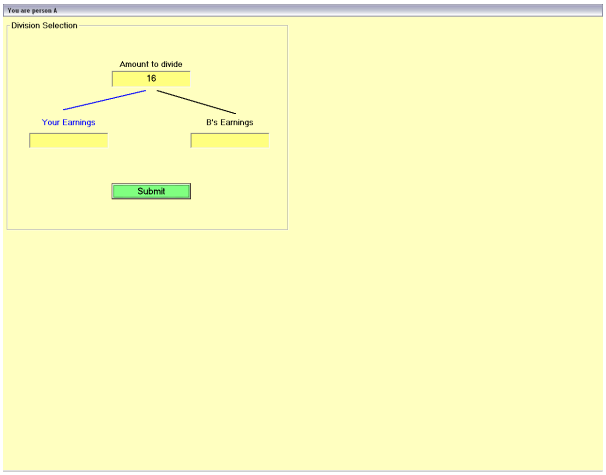 You are person A
Division Selection
Amount to divide
16
Your Earnings
B's Earnings
Submit